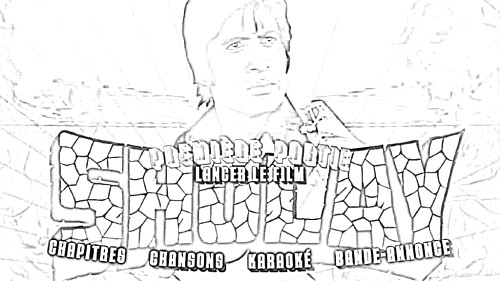 PREMIÈRE PARTIE
LANCER LE FILM
SHOLAY
CHAPITRES CHANSONS KARAOKÉ BANDE-ANNONCE